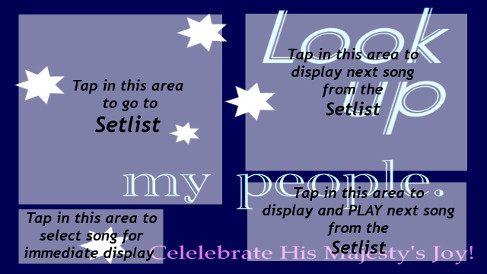 Look
up
my people.
Celelebrate His Majesty's Joy!
Tap in this area
to go to
Setlist
Tap in this area to
display next song
from the
Setlist
Tap in this area to
select song for
immediate display
Tap in this area to
display and PLAY next song
from the
Setlist